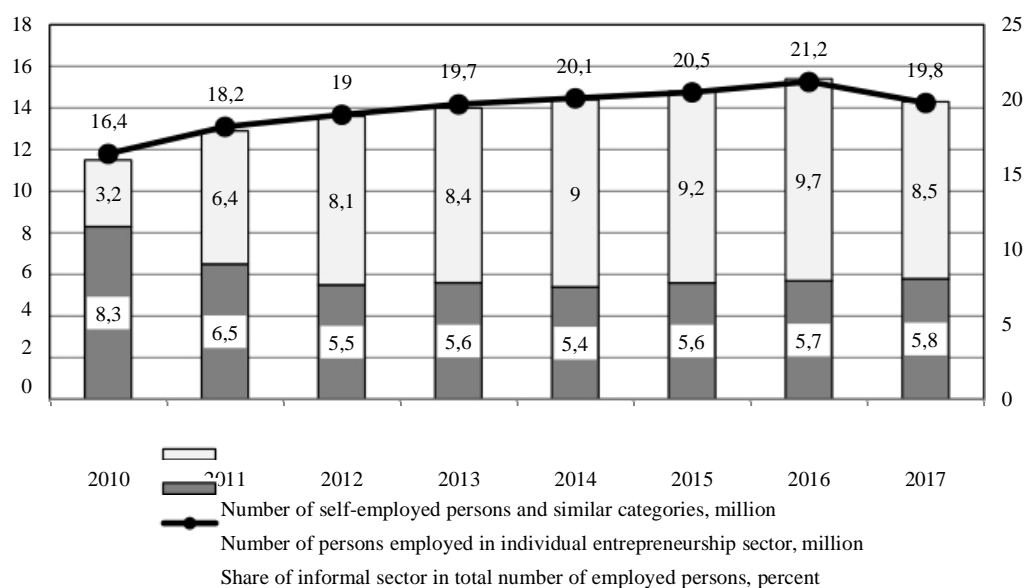 18 25
16,4 18,2 19 19,7 20,1 20,5 21,2 19,8
16
14 20
12
3,2 6,4 8,1 8,4 9 9,2 9,7 8,5
10 15
8
6 10
8,3 6,5 5,5 5,6 5,4 5,6 5,7 5,8
4
2 5
0
0
2010 2011 2012 2013 2014 2015 2016 2017
Number of self-employed persons and similar categories, million
Number of persons employed in individual entrepreneurship sector, million
Share of informal sector in total number of employed persons, percent